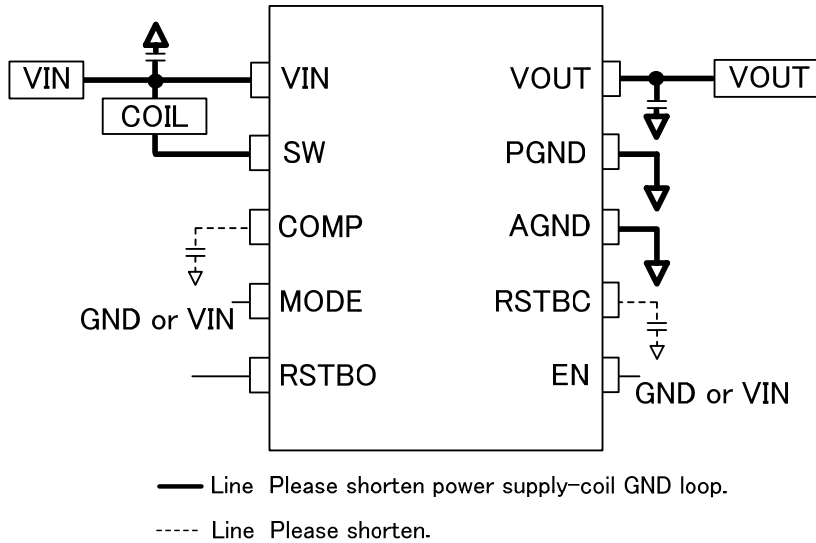 VIN
VIN
VOUT
VOUT
COIL
SW
PGND
COMP
AGND
GND or VIN
MODE
RSTBC
RSTBO
EN
GND or VIN
Line Please shorten power supply-coil GND loop.
Line Please shorten.